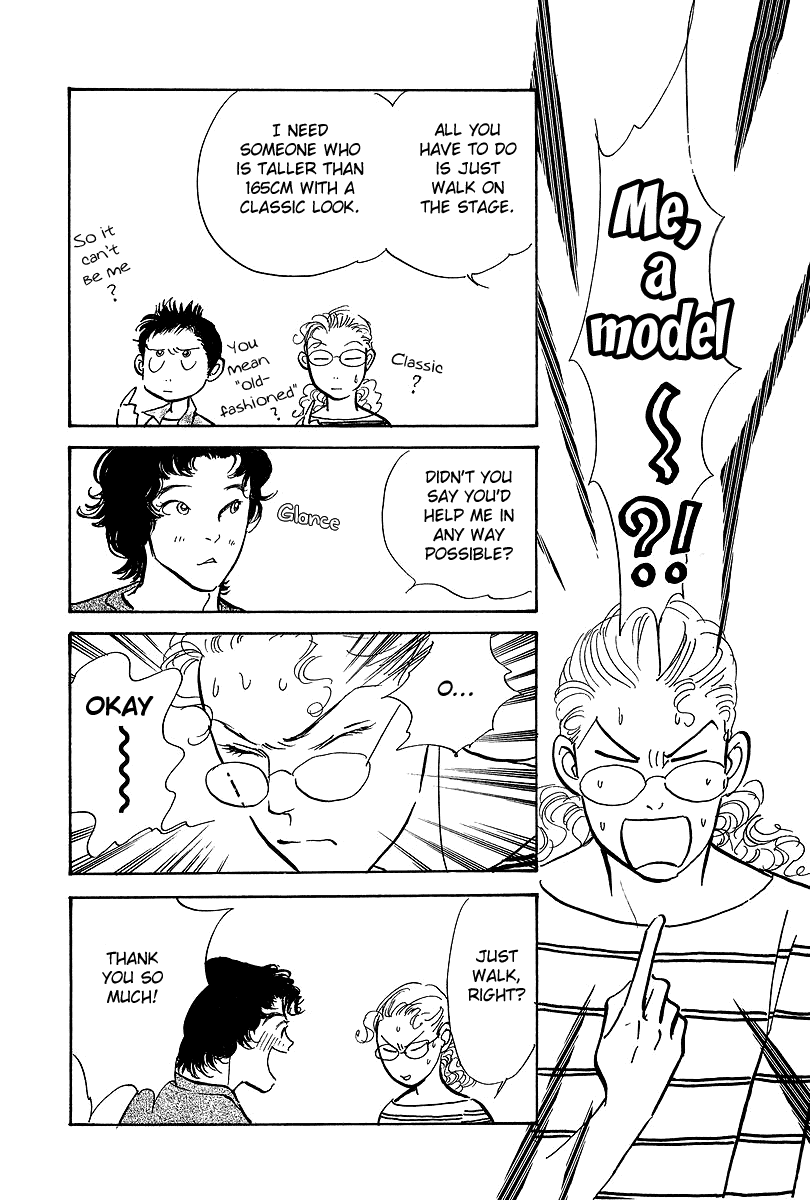 Me,
a
model
?!
ALL YOU
HAVE TO DO
IS JUST
WALK ON
THE STAGE.
I NEED
SOMEONE WHO
IS TALLER THAN
165CM WITH A
CLASSIC LOOK.
Classic
?
You
mean
"old-
fashioned"
?
So it
can't
be me
?
DIDN'T YOU
SAY YOU'D
HELP ME IN
ANY WAY
POSSIBLE?
Glance
O...
OKAY
JUST
WALK,
RIGHT?
THANK
YOU SO
MUCH!